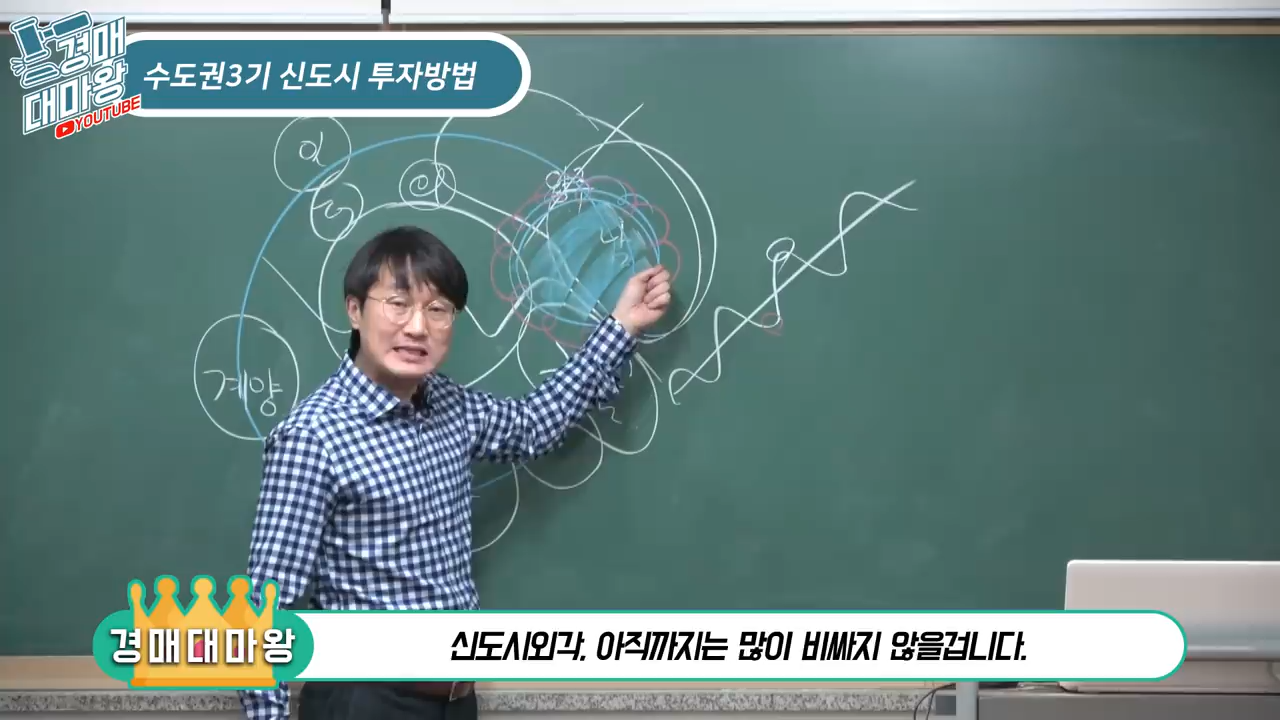 경매
대마왕
YOUTUBE
수도권3기 신도시 투자방법
계양
경매대마왕
신도시외각, 아직까지는 많이 비싸지 않을겁니다.